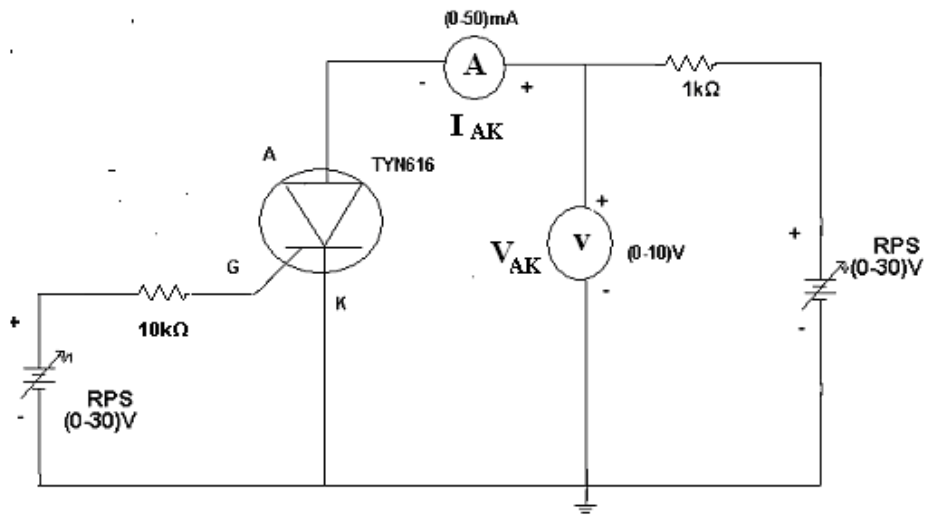 (0-50)mA
A
- +
I AK
1kΩ
A
TYN616
+
V
-
V AK
(0-10)V
+
RPS
(0-30)V
-
G
K
+
10kΩ
RPS
(0-30)V
-